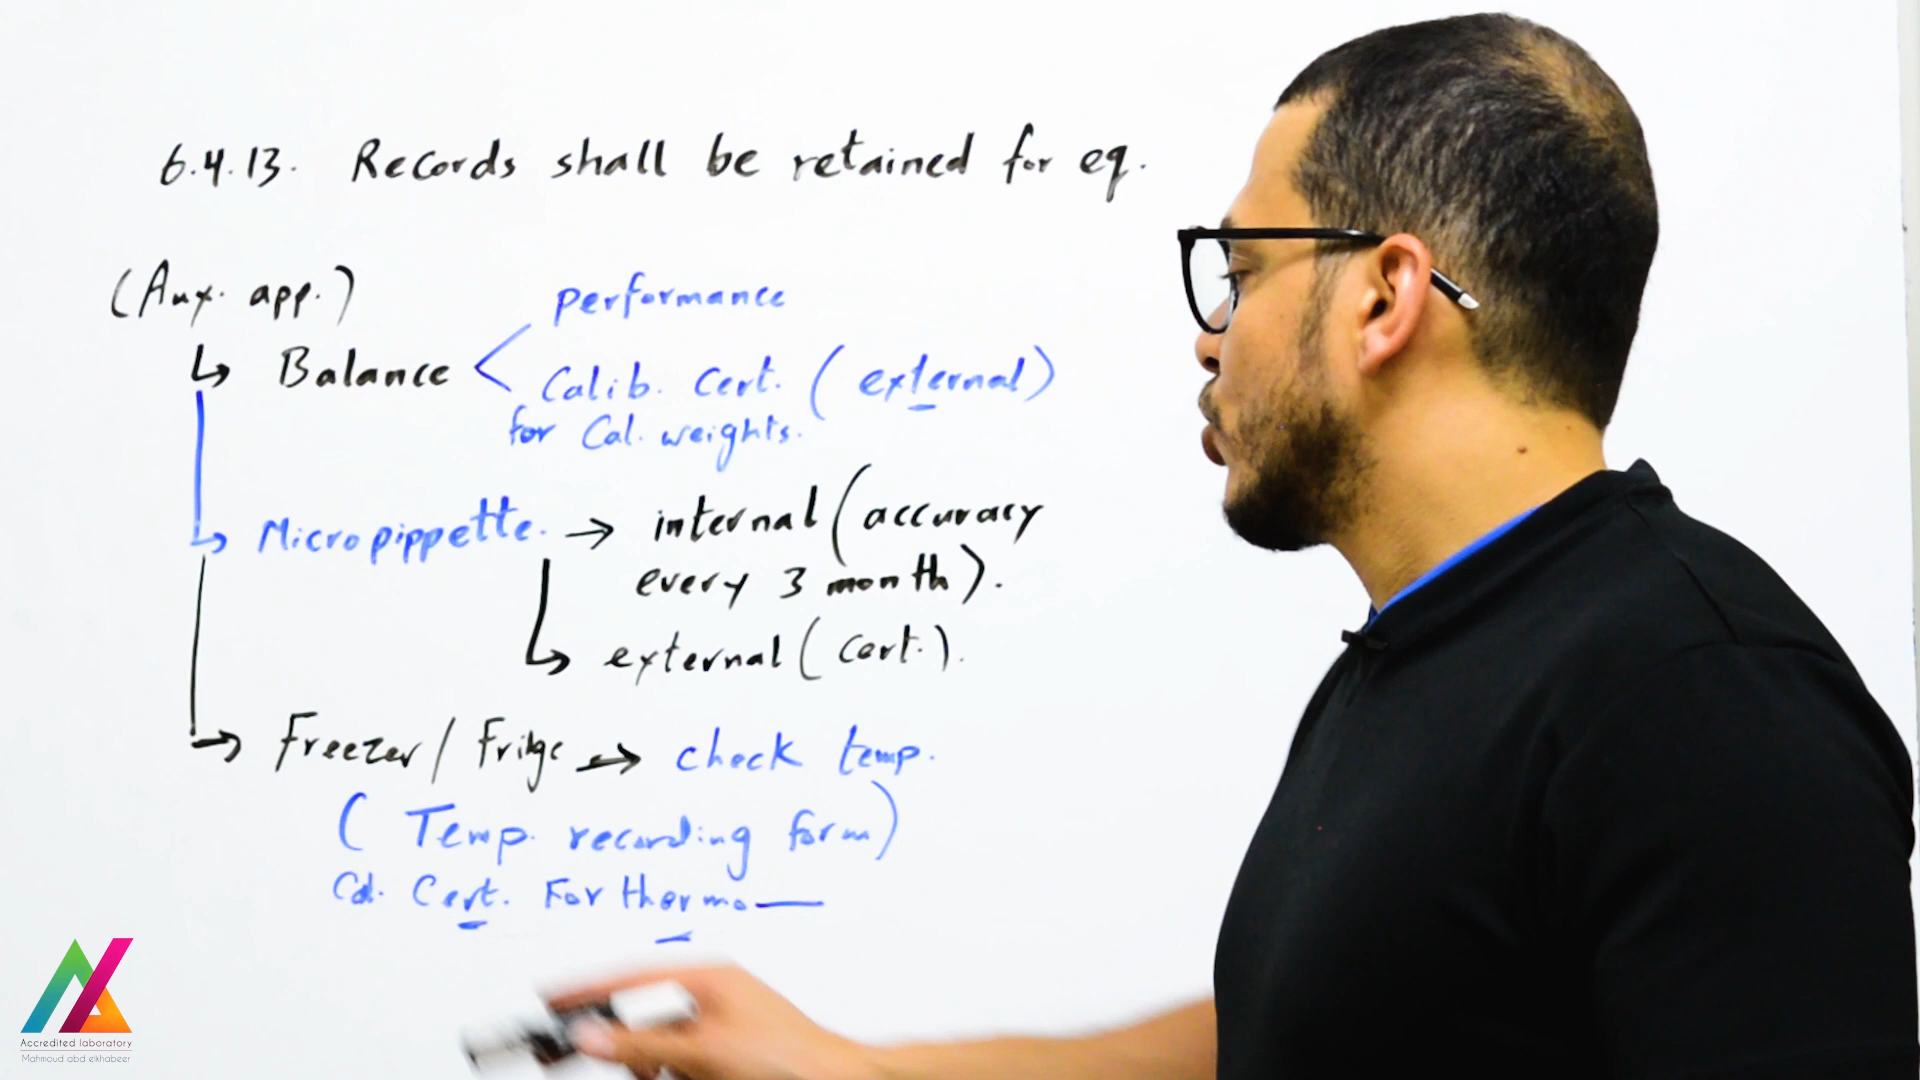 6.4.13. Records shall be retained for eq.
(Aux. app.)
performance
Balance
Calib. Cert. (external)
for Cal. weights.
Micropippette. → internal (accuracy
every 3 month).
external (Cert.).
Freezer / Fridge → check temp.
(Temp. recording form)
Cal. Cert. For thermo
Accredited laboratory
Mahmoud abd elkhabeer